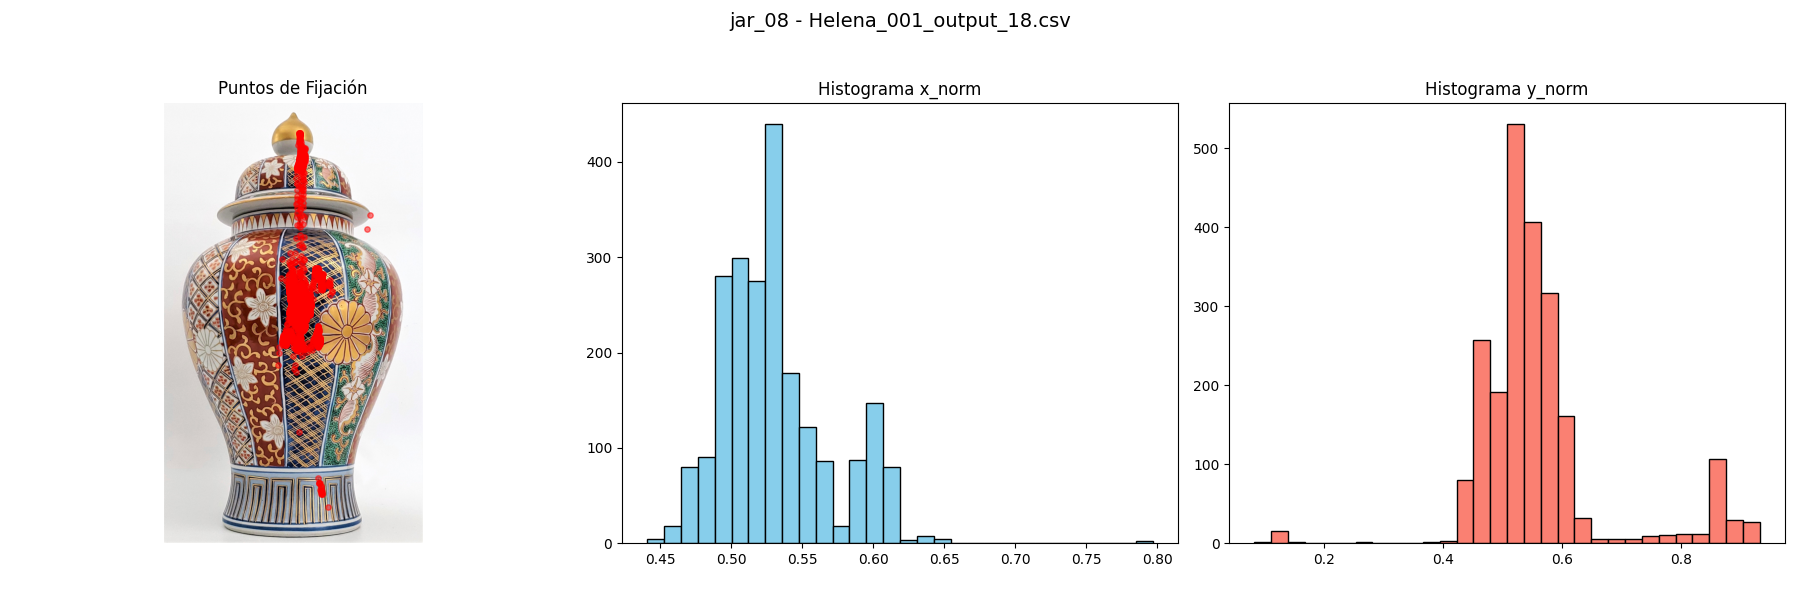 jar_08 - Helena_001_output_18.csv
Puntos de Fijación
Histograma x_norm
400
300
200
100
0
0.45 0.50 0.55 0.60 0.65 0.70 0.75 0.80
Histograma y_norm
500
400
300
200
100
0
0.2 0.4 0.6 0.8